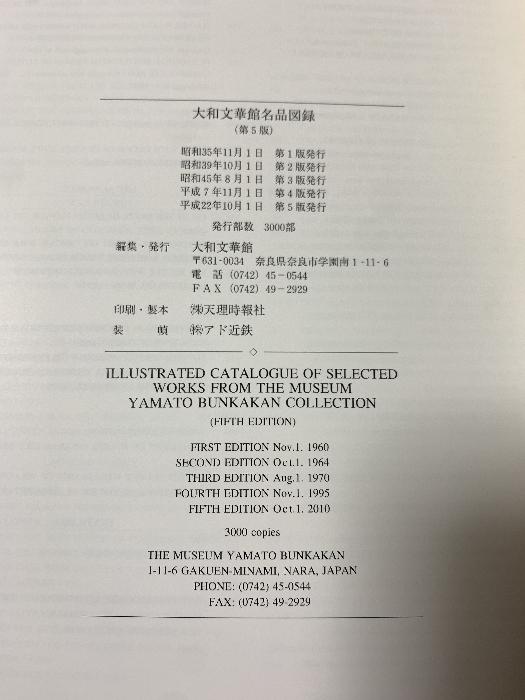 大和文華館名品図録
（第5版）
昭和35年11月1日　第1版発行
昭和39年10月1日　第2版発行
昭和45年8月1日　第3版発行
平成7年11月1日　第4版発行
平成22年10月1日　第5版発行
発行部数　3000部
編集・発行　大和文華館
〒631-0034　奈良県奈良市学園南1-11-6
電　話（0742）45－0544
ＦＡＸ（0742）49－2929
印刷・製本　㈱天理時報社
装　　幀　㈱アド近鉄
ILLUSTRATED CATALOGUE OF SELECTED
WORKS FROM THE MUSEUM
YAMATO BUNKAKAN COLLECTION
(FIFTH EDITION)
FIRST EDITION Nov.1. 1960
SECOND EDITION Oct.1. 1964
THIRD EDITION Aug.1. 1970
FOURTH EDITION Nov.1. 1995
FIFTH EDITION Oct.1. 2010
3000 copies
THE MUSEUM YAMATO BUNKAKAN
1-11-6 GAKUEN-MINAMI, NARA, JAPAN
PHONE: (0742) 45-0544
FAX: (0742) 49-2929